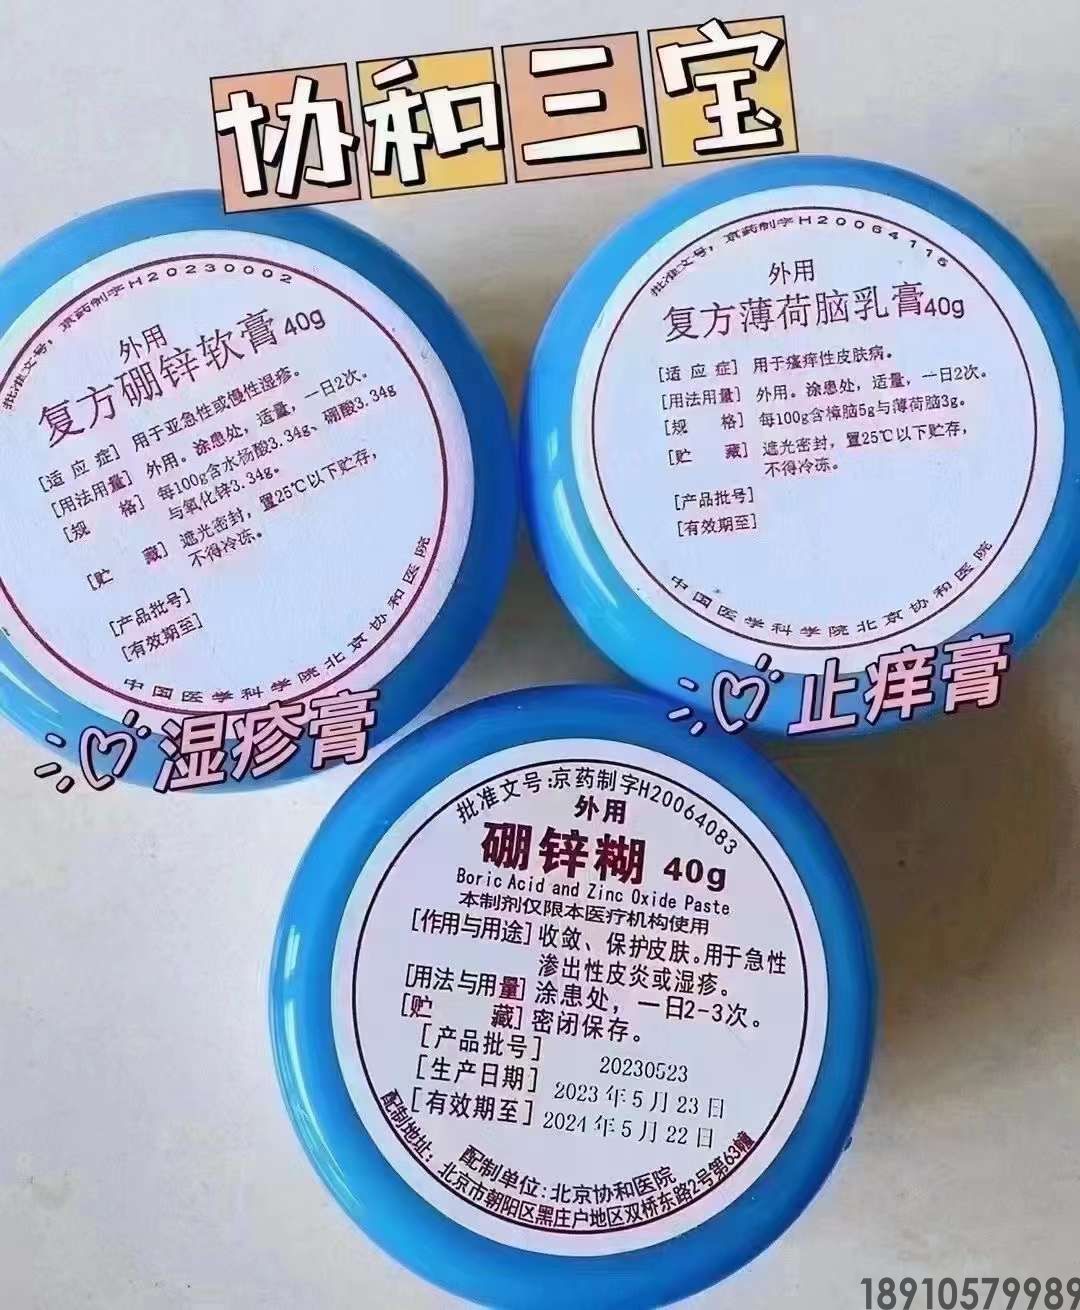 协和三宝
批准文号，京药制字H20230002
外用
复方硼锌软膏 40g
[适应症] 用于亚急性或慢性湿疹。
[用法用量] 外用。涂患处，适量，一日2次。
[规 格] 每100g含水杨酸3.34g、硼酸3.34g
与氧化锌3.34g。
[贮 藏] 遮光密封，置25℃以下贮存，
不得冷冻。
[产品批号]
[有效期至]
中国医学科学院北京协和医院
湿疹膏
批准文号，京药制字H20064116
外用
复方薄荷脑乳膏40g
[适应症] 用于瘙痒性皮肤病。
[用法用量] 外用。涂患处，适量，一日2次。
[规 格] 每100g含樟脑5g与薄荷脑3g。
[贮 藏] 遮光密封，置25℃以下贮存，
不得冷冻。
[产品批号]
[有效期至]
中国医学科学院北京协和医院
止痒膏
批准文号:京药制字H20064083
外用
硼锌糊 40g
Boric Acid and Zinc Oxide Paste
本制剂仅限本医疗机构使用
[作用与用途] 收敛、保护皮肤。用于急性
渗出性皮炎或湿疹。
[用法与用量] 涂患处，一日2-3次。
[贮 藏] 密闭保存。
[产品批号] 20230523
[生产日期] 2023年5月23日
[有效期至] 2024年5月22日
配制单位:北京协和医院
配制地址：北京市朝阳区黑庄户地区双桥东路2号第63幢
18910579989